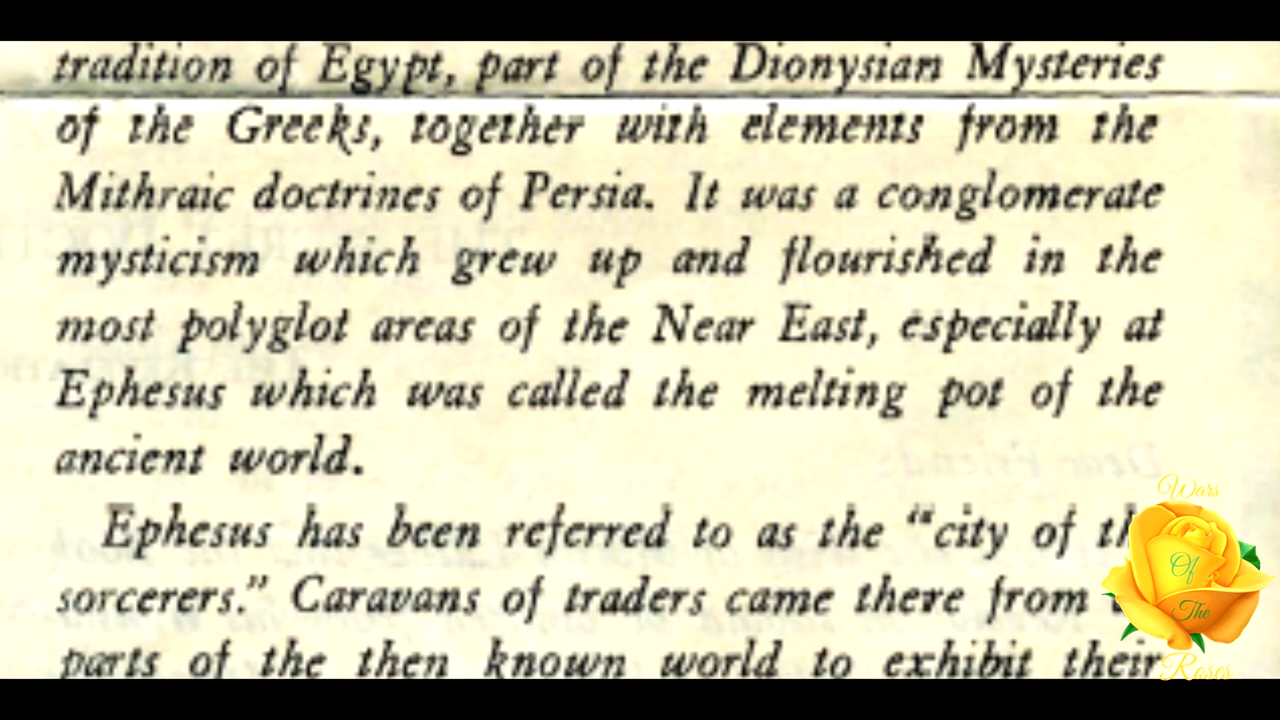 tradition of Egypt, part of the Dionysian Mysteries
of the Greeks, together with elements from the
Mithraic doctrines of Persia. It was a conglomerate
mysticism which grew up and flourished in the
most polyglot areas of the Near East, especially at
Ephesus which was called the melting pot of the
ancient world.
Ephesus has been referred to as the “city of
sorcerers.” Caravans of traders came there from
parts of the then known world to exhibit their
Wars
Of
The
Roses